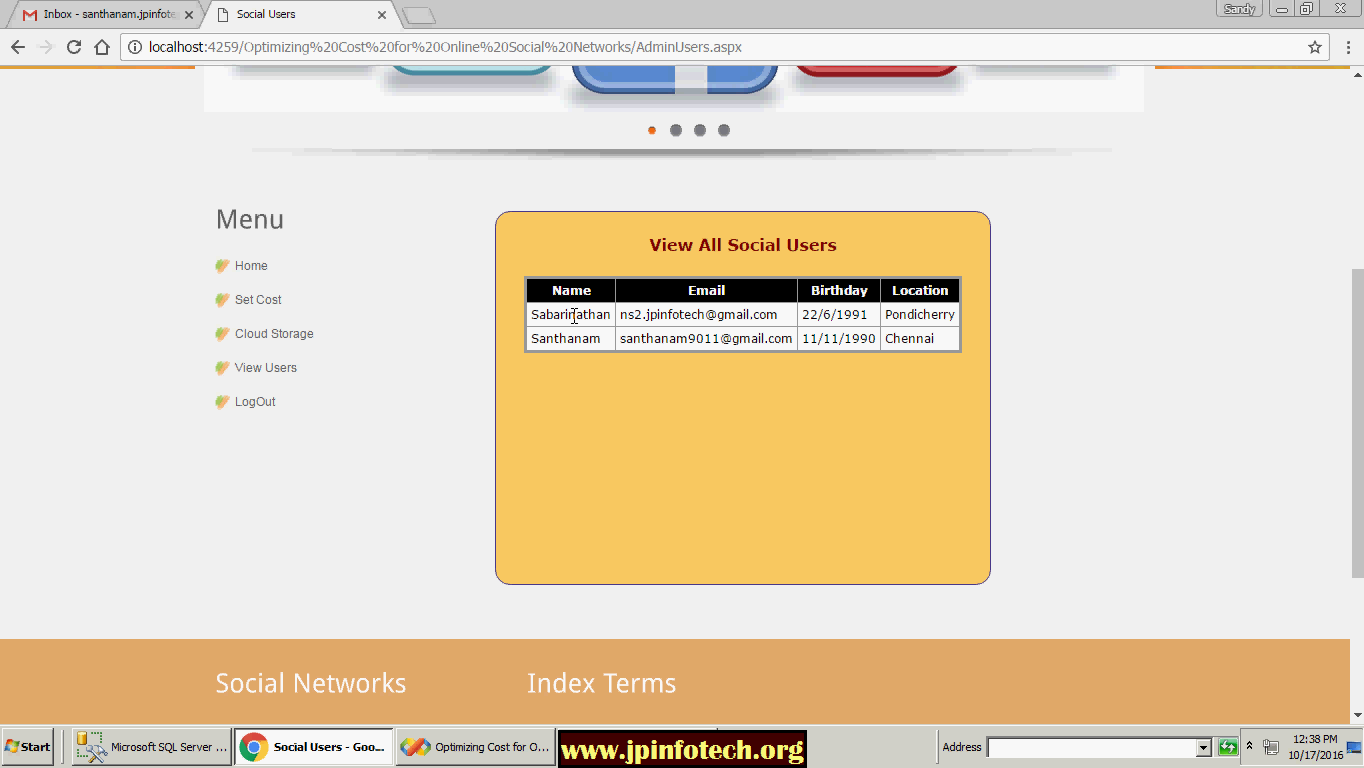 Inbox - santhanam.jpinfote
Social Users
Sandy
localhost:4259/Optimizing%20Cost%20for%20Online%20Social%20Networks/AdminUsers.aspx
Menu
Home
Set Cost
Cloud Storage
View Users
LogOut
View All Social Users
Name Email Birthday Location
Sabarinathan ns2.jpinfotech@gmail.com 22/6/1991 Pondicherry
Santhanam santhanam9011@gmail.com 11/11/1990 Chennai
Social Networks Index Terms
Start
Microsoft SQL Server ...
Social Users - Goo...
Optimizing Cost for O...
www.jpinfotech.org
Address
12:38 PM
10/17/2016